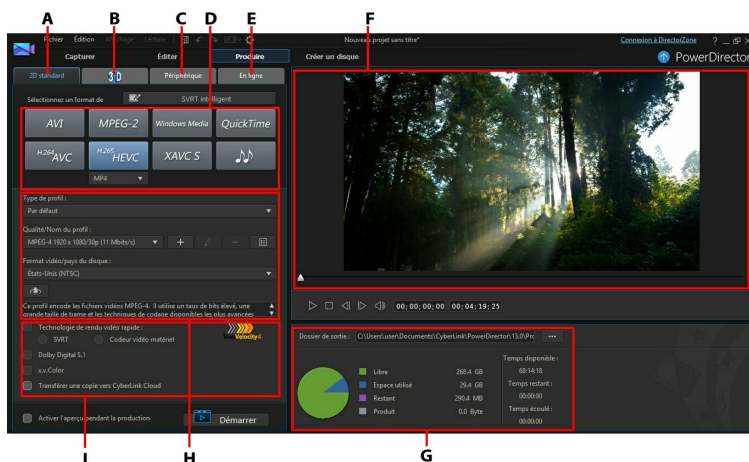 A B C D E F
Fichier Édition Affichage Lecture
Nouveau projet sans titre*
Connexion à DirectorZone
? _
Capturer Éditer Produire Créer un disque
PowerDirector
2D standard 3D Périphérique En ligne
Sélectionnez un format de SVRT intelligent
AVI MPEG-2 Windows Media QuickTime
H.264 AVC H.265 HEVC XAVC S
MP4
Type de profil :
Par défaut
Qualité/Nom du profil :
MPEG-4 1920 x 1080/30p (11 Mbits/s)
Format vidéo/pays du disque :
États-Unis (NTSC)
Ce profil encode les fichiers vidéos MPEG-4. Il utilise un taux de bits élevé, une
grande taille de trame et les techniques de codage disponibles les plus avancées
00; 00; 00; 00 00; 04; 19; 25
Technologie de rendu vidéo rapide :
SVRT Codeur vidéo matériel
TrueVelocity4
Dolby Digital 5.1
x.v.Color
Transférer une copie vers CyberLink Cloud
Activer l'aperçu pendant la production
Démarrer
Dossier de sortie : C:\Users\user\Documents\CyberLink\PowerDirector\13.0\Prc ...
Libre 268.4 GB
Espace utilisé 29.4 GB
Restant 290.4 MB
Produit 0.0 Byte
Temps disponible :
68:14:18
Temps restant :
00:00:00
Temps écoulé :
00:00:00
I H G